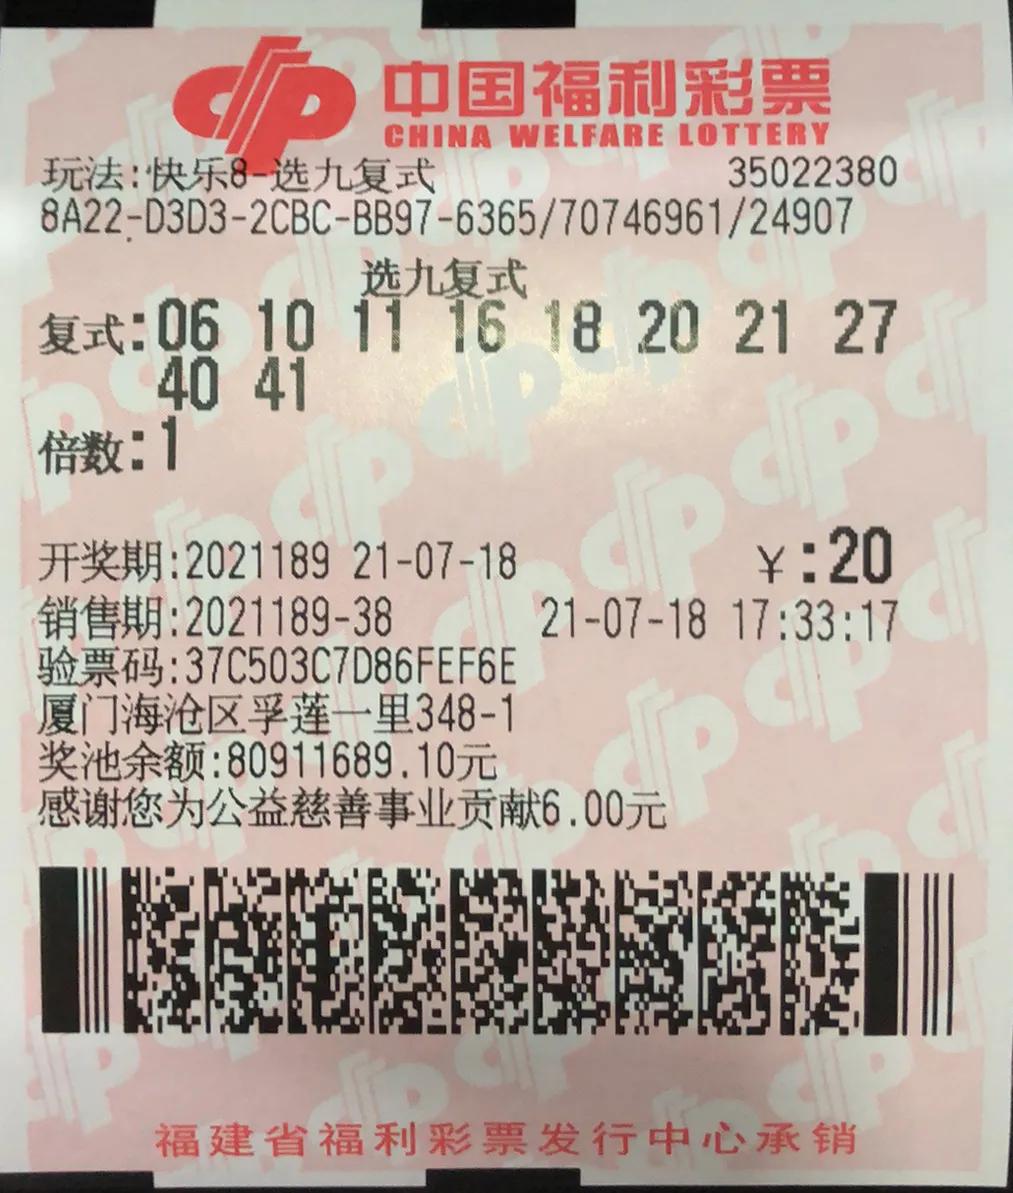 中国福利彩票
CHINA WELFARE LOTTERY
玩法:快乐8-选九复式 35022380
8A22-D3D3-2CBC-BB97-6365/70746961/24907
选九复式
复式:06 10 11 16 18 20 21 27
40 41
倍数:1
开奖期:2021189 21-07-18 ¥:20
销售期:2021189-38 21-07-18 17:33:17
验票码:37C503C7D86FEF6E
厦门海沧区孚莲一里348-1
奖池余额:80911689.10元
感谢您为公益慈善事业贡献6.00元
福建省福利彩票发行中心承销